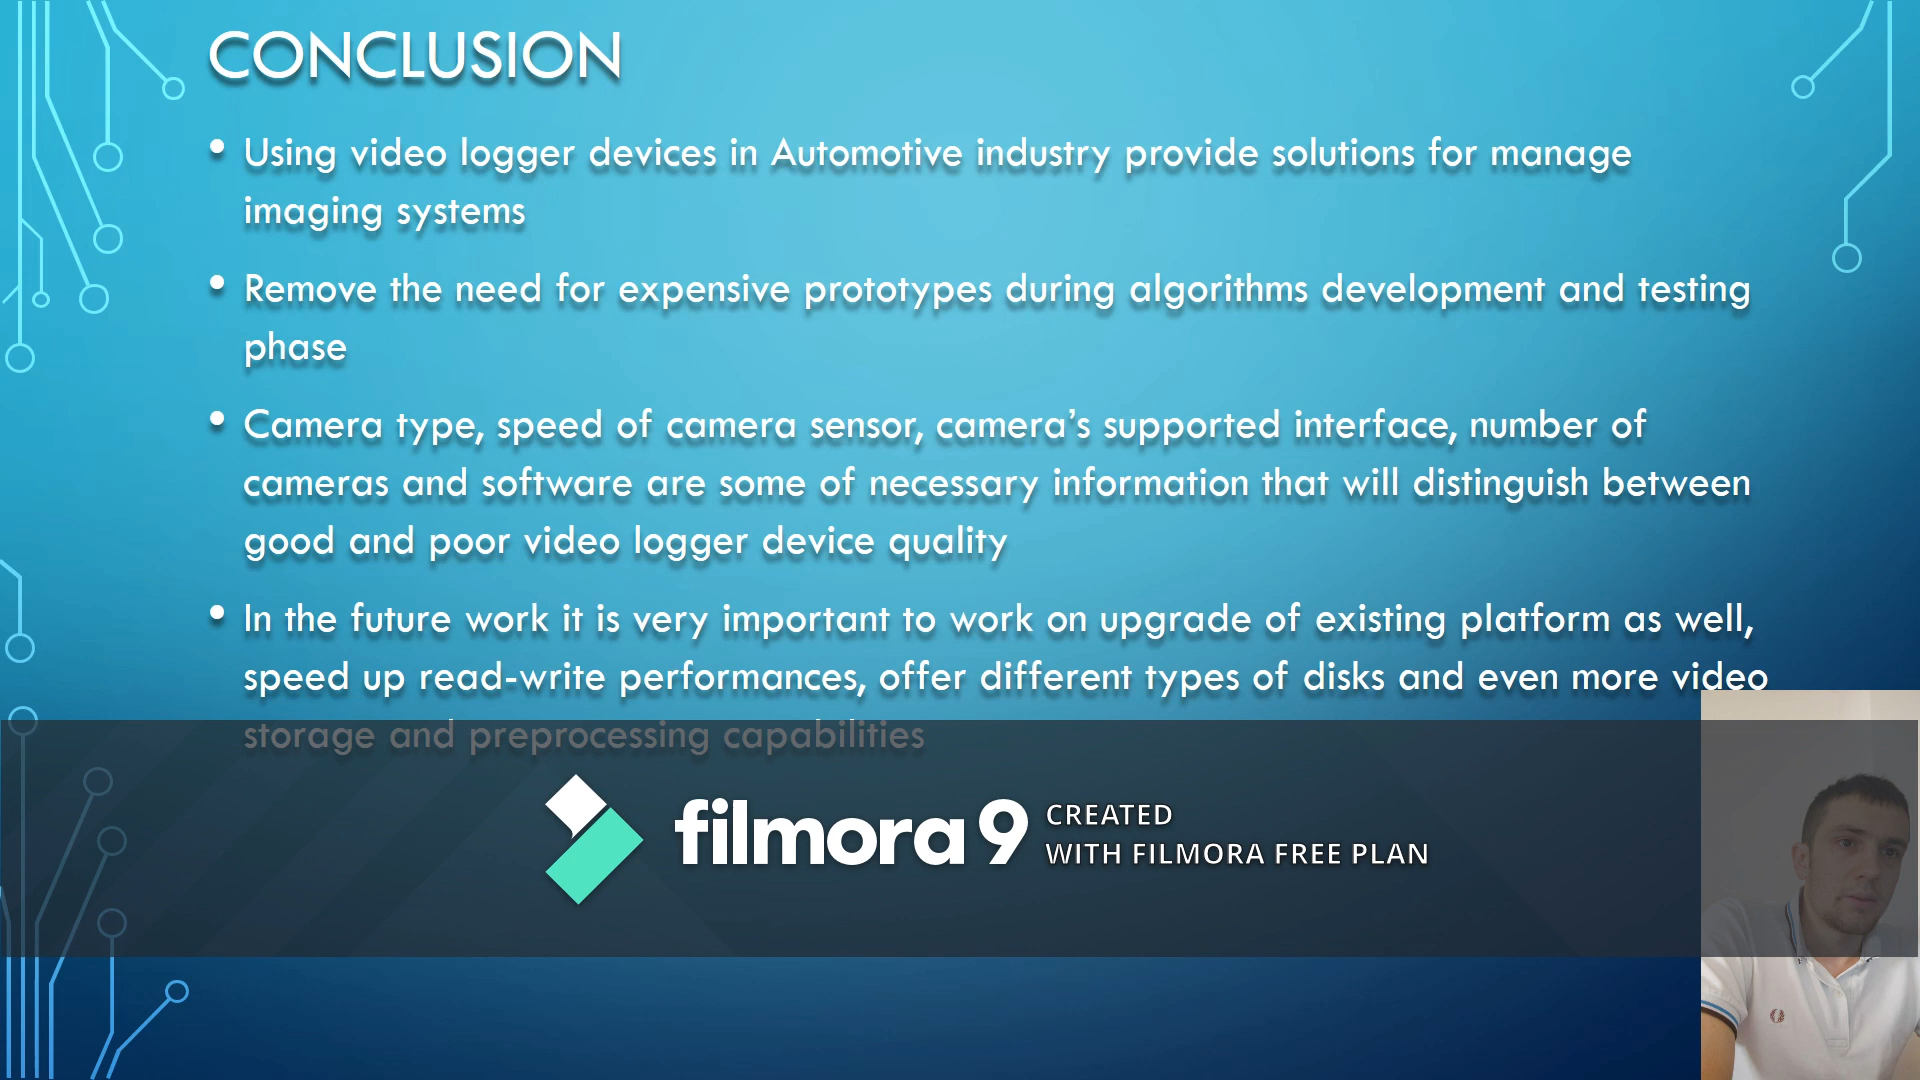 CONCLUSION
• Using video logger devices in Automotive industry provide solutions for manage
imaging systems
• Remove the need for expensive prototypes during algorithms development and testing
phase
• Camera type, speed of camera sensor, camera’s supported interface, number of
cameras and software are some of necessary information that will distinguish between
good and poor video logger device quality
• In the future work it is very important to work on upgrade of existing platform as well,
speed up read-write performances, offer different types of disks and even more video
storage and preprocessing capabilities
filmora 9 CREATED
WITH FILMORA FREE PLAN